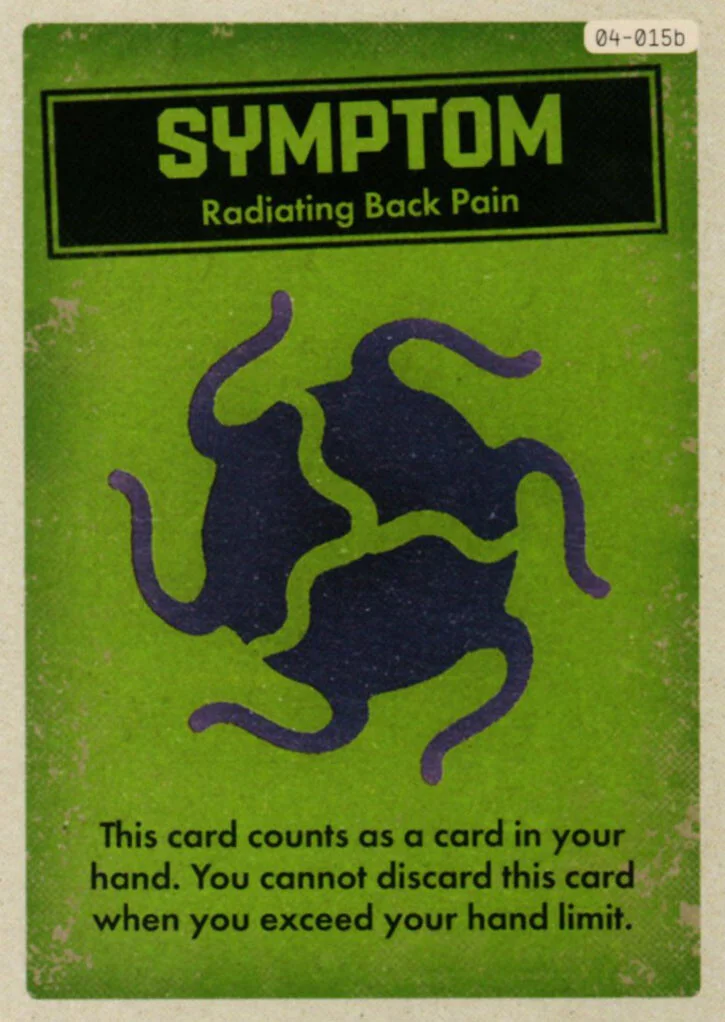 04-015b
SYMPTOM
Radiating Back Pain
This card counts as a card in your
hand. You cannot discard this card
when you exceed your hand limit.